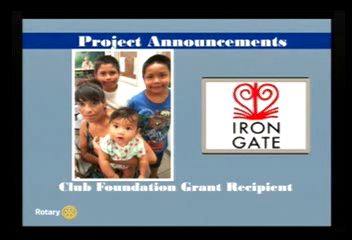 Project Announcements
IRON
GATE
Club Foundation Grant Recipient
Rotary